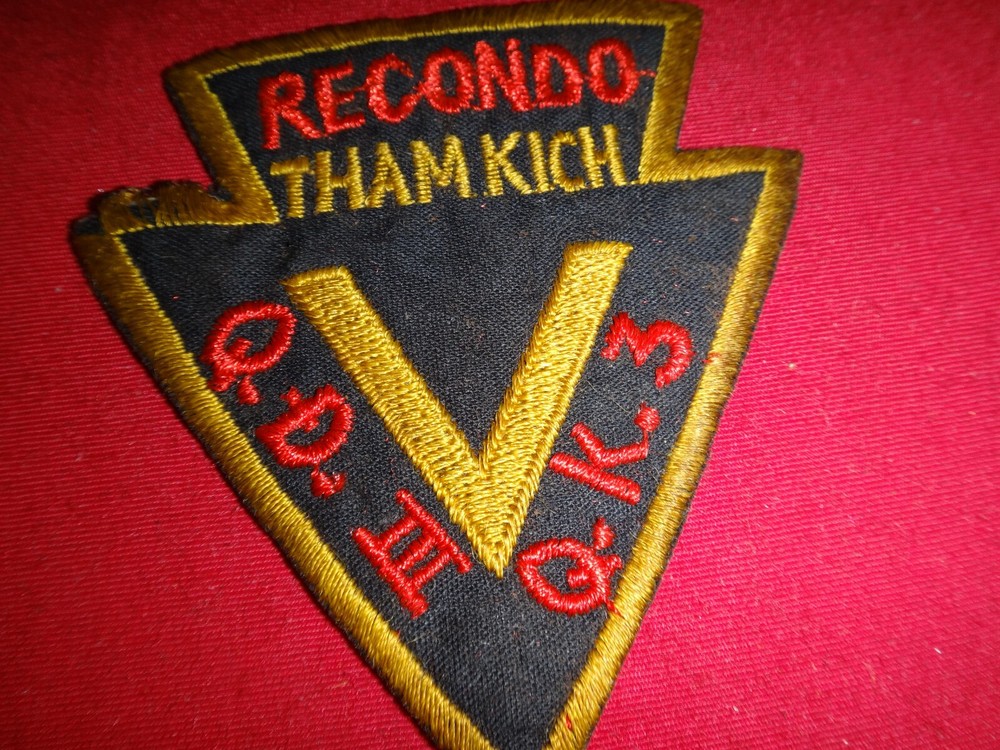 RECONDO
THAM KICH
V
Q.Đ. III
Q.K.3